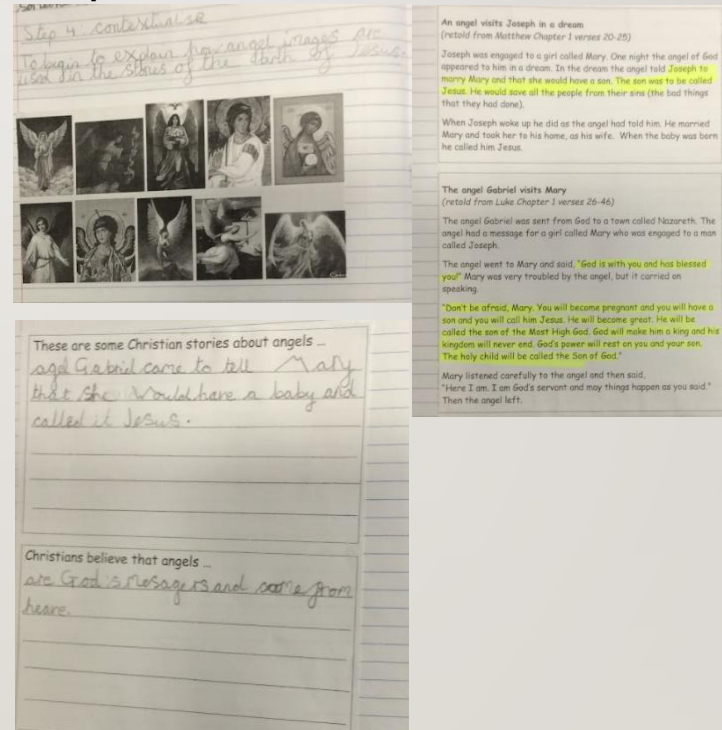 Step 4: contextualise
To begin to explain how angel images are
used in the stories of the birth of Jesus.
These are some Christian stories about angels ...
agel Gabriel came to tell Mary
that she would have a baby and
called it Jesus.
Christians believe that angels ...
are God's mesagers and come from
heare.
An angel visits Joseph in a dream
(retold from Matthew Chapter 1 verses 20-25)
Joseph was engaged to a girl called Mary. One night the angel of God
appeared to him in a dream. In the dream the angel told Joseph to
marry Mary and that she would have a son. The son was to be called
Jesus. He would save all the people from their sins (the bad things
that they had done).
When Joseph woke up he did as the angel had told him. He married
Mary and took her to his home, as his wife. When the baby was born
he called him Jesus.
The angel Gabriel visits Mary
(retold from Luke Chapter 1 verses 26-46)
The angel Gabriel was sent from God to a town called Nazareth. The
angel had a message for a girl called Mary who was engaged to a man
called Joseph.
The angel went to Mary and said, "God is with you and has blessed
you!" Mary was very troubled by the angel, but it carried on
speaking.
"Don't be afraid, Mary. You will become pregnant and you will have a
son and you will call him Jesus. He will become great. He will be
called the son of the Most High God. God will make him a king and his
kingdom will never end. God's power will rest on you and your son.
The holy child will be called the Son of God."
Mary listened carefully to the angel and then said,
"Here I am. I am God's servant and may things happen as you said."
Then the angel left.